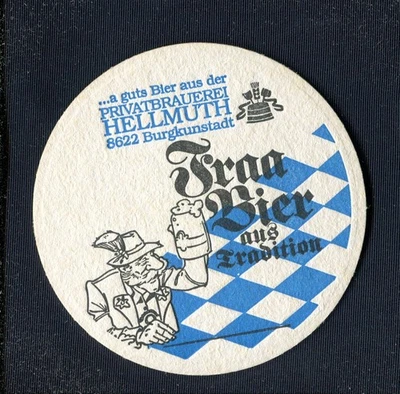 ...a guts Bier aus der
PRIVATBRAUEREI
HELLMUTH
8622 Burgkunstadt
Fraa
Bier
aus
Tradition